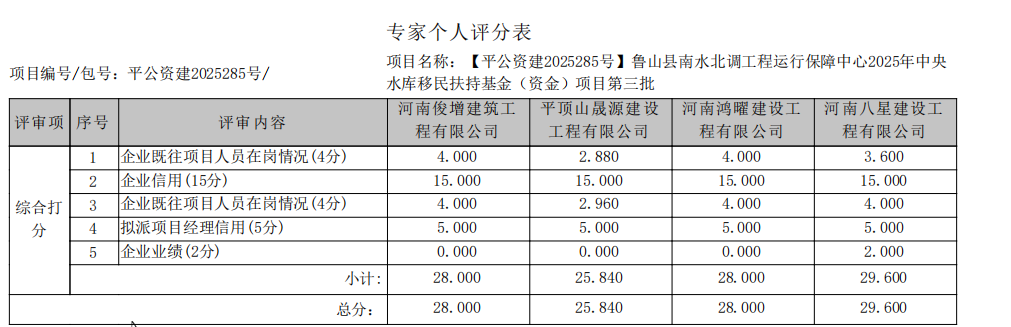 专家个人评分表
项目编号/包号：平公资建2025285号/
项目名称：【平公资建2025285号】鲁山县南水北调工程运行保障中心2025年中央
水库移民扶持基金（资金）项目第三批
评审项 序号 评审内容 河南俊增建筑工程有限公司 平顶山晟源建设工程有限公司 河南鸿曜建设工程有限公司 河南八星建设工程有限公司
综合打分
1 企业既往项目人员在岗情况(4分) 4.000 2.880 4.000 3.600
2 企业信用(15分) 15.000 15.000 15.000 15.000
3 企业既往项目人员在岗情况(4分) 4.000 2.960 4.000 4.000
4 拟派项目经理信用(5分) 5.000 5.000 5.000 5.000
5 企业业绩(2分) 0.000 0.000 0.000 2.000
小计: 28.000 25.840 28.000 29.600
总分: 28.000 25.840 28.000 29.600